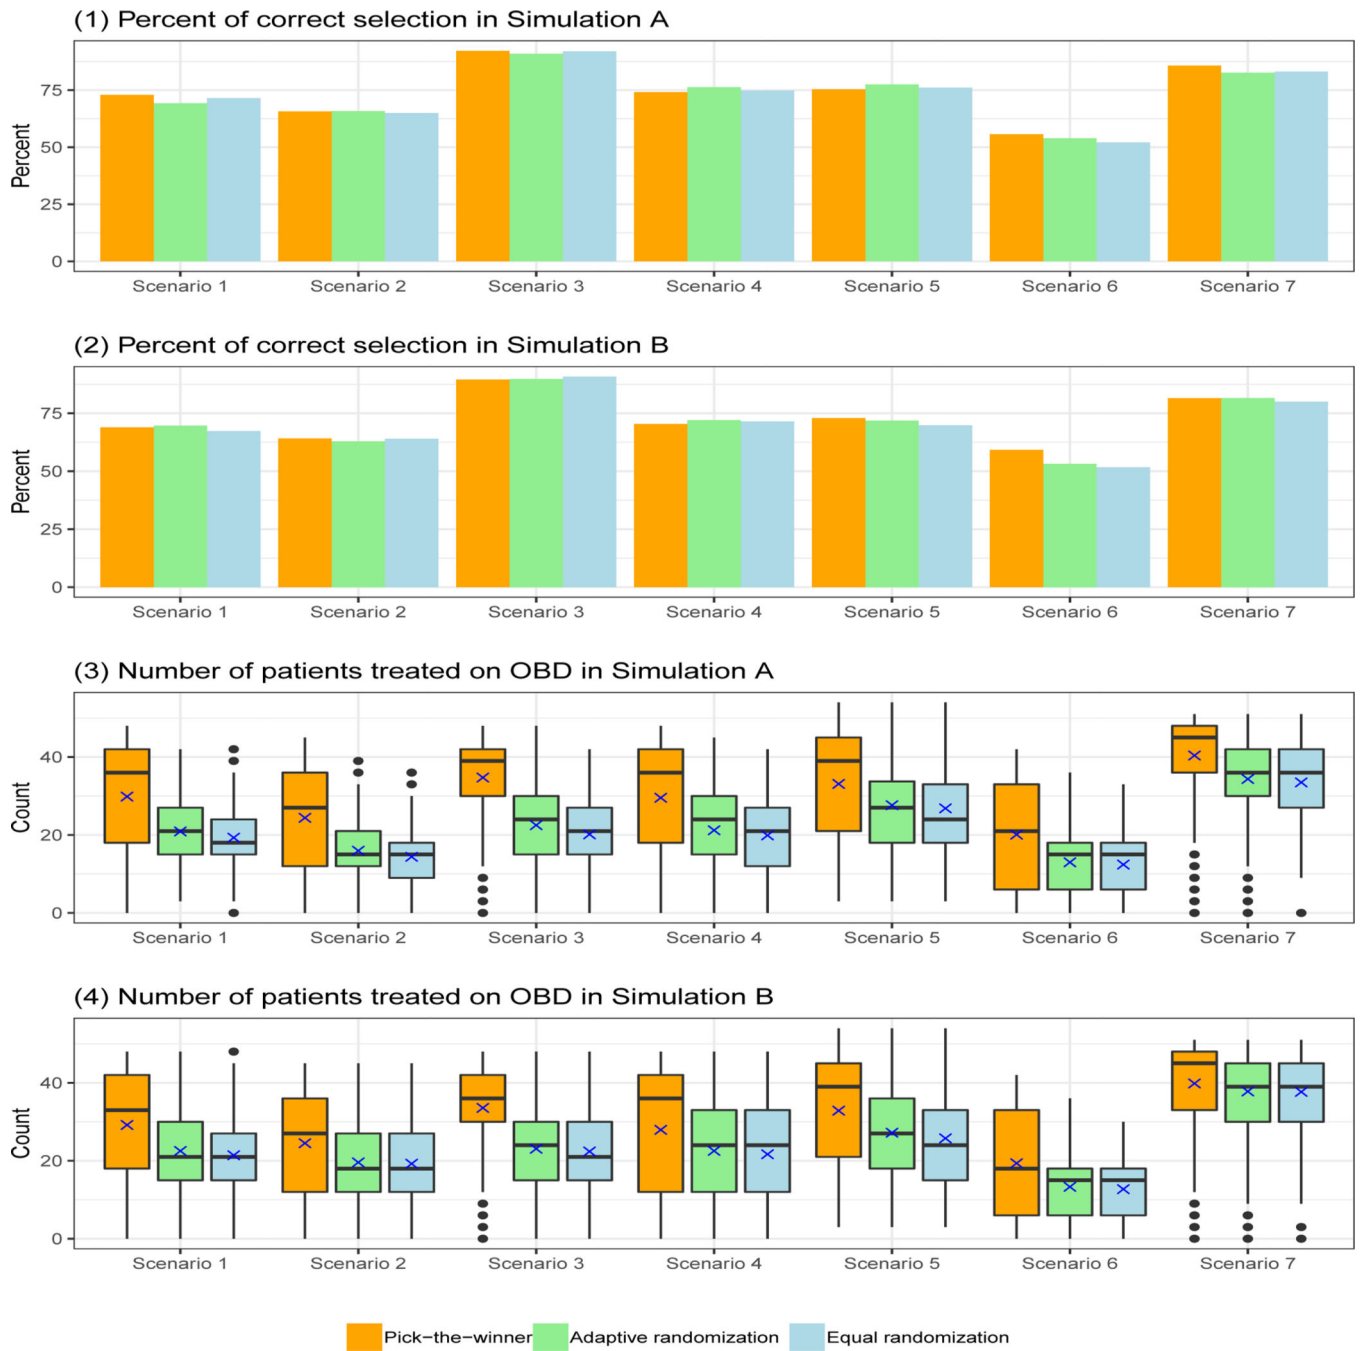 (1) Percent of correct selection in Simulation A
Percent
75
50
25
0
Scenario 1 Scenario 2 Scenario 3 Scenario 4 Scenario 5 Scenario 6 Scenario 7
(2) Percent of correct selection in Simulation B
Percent
75
50
25
0
Scenario 1 Scenario 2 Scenario 3 Scenario 4 Scenario 5 Scenario 6 Scenario 7
(3) Number of patients treated on OBD in Simulation A
Count
40
20
0
Scenario 1 Scenario 2 Scenario 3 Scenario 4 Scenario 5 Scenario 6 Scenario 7
(4) Number of patients treated on OBD in Simulation B
Count
40
20
0
Scenario 1 Scenario 2 Scenario 3 Scenario 4 Scenario 5 Scenario 6 Scenario 7
Pick−the−winner Adaptive randomization Equal randomization